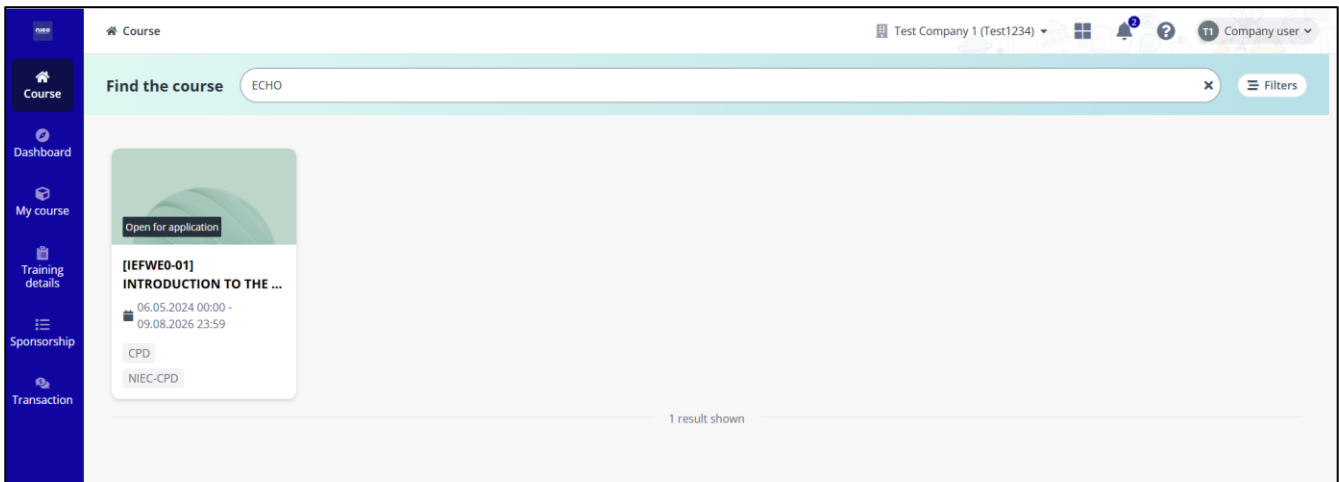 niec
Course
Test Company 1 (Test1234)
2
T1
Company user
Course
Find the course
ECHO
Filters
Dashboard
My course
Training
details
Sponsorship
Transaction
Open for application
[IEFWE0-01]
INTRODUCTION TO THE ...
06.05.2024 00:00 -
09.08.2026 23:59
CPD
NIEC-CPD
1 result shown